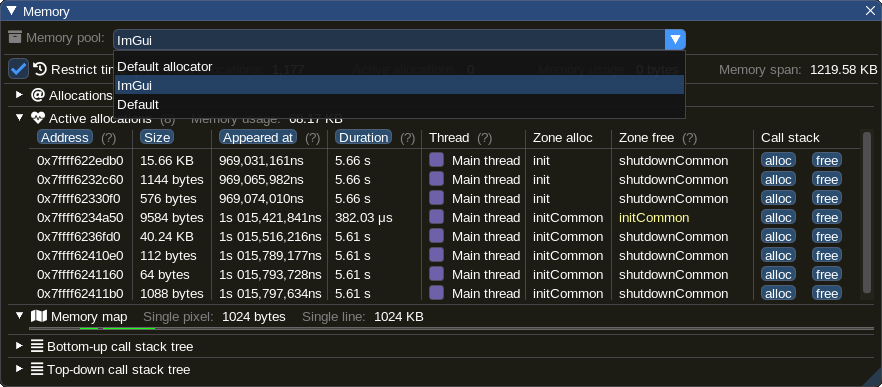 Memory
Memory pool: ImGui
Default allocator
ImGui
Default
Restrict tim 1,177 0 0 bytes Memory span: 1219.58 KB
@ Allocations
Active allocations (8) Memory usage: 68.17 KB
Address (?) Size Appeared at (?) Duration (?) Thread (?) Zone alloc Zone free (?) Call stack
0x7ffff622edb0 15.66 KB 969,031,161ns 5.66 s Main thread init shutdownCommon alloc free
0x7ffff6232c60 1144 bytes 969,065,982ns 5.66 s Main thread init shutdownCommon alloc free
0x7ffff62330f0 576 bytes 969,074,010ns 5.66 s Main thread init shutdownCommon alloc free
0x7ffff6234a50 9584 bytes 1s 015,421,841ns 382.03 μs Main thread initCommon initCommon alloc free
0x7ffff6236fd0 40.24 KB 1s 015,516,216ns 5.61 s Main thread initCommon shutdownCommon alloc free
0x7ffff62410e0 112 bytes 1s 015,789,177ns 5.61 s Main thread initCommon shutdownCommon alloc free
0x7ffff6241160 64 bytes 1s 015,793,728ns 5.61 s Main thread initCommon shutdownCommon alloc free
0x7ffff62411b0 1088 bytes 1s 015,797,634ns 5.61 s Main thread initCommon shutdownCommon alloc free
Memory map Single pixel: 1024 bytes Single line: 1024 KB
Bottom-up call stack tree
Top-down call stack tree